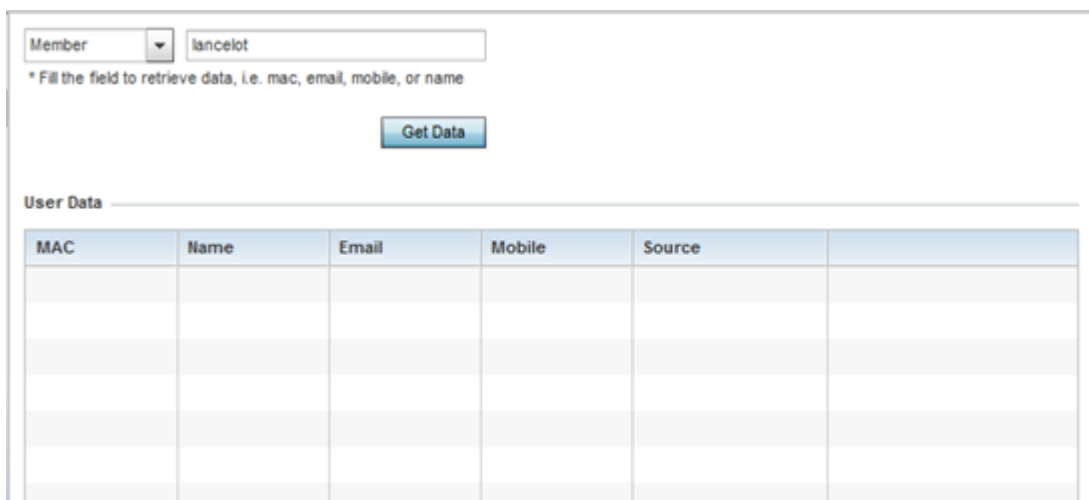 Member lancelot
* Fill the field to retrieve data, i.e. mac, email, mobile, or name
Get Data
User Data
MAC Name Email Mobile Source